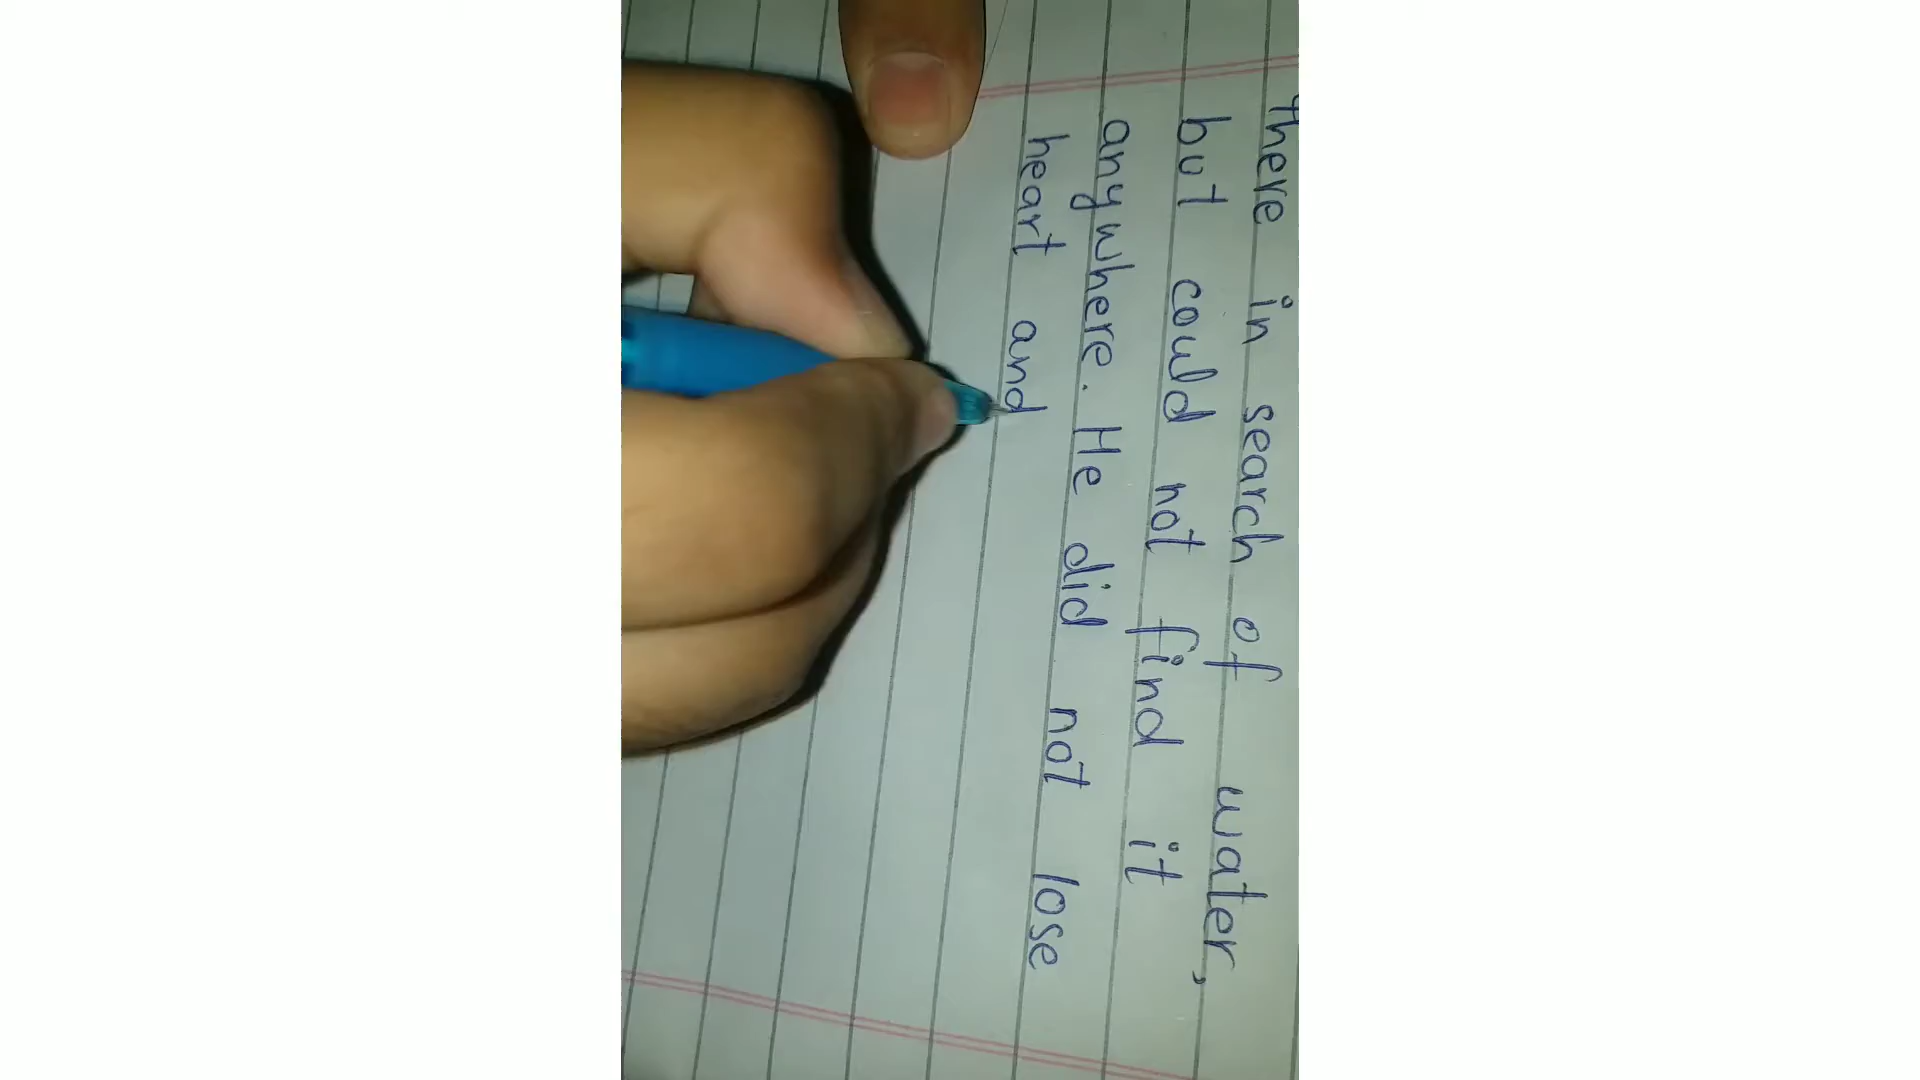 there in search of water,
but could not find it
anywhere. He did not lose
heart and